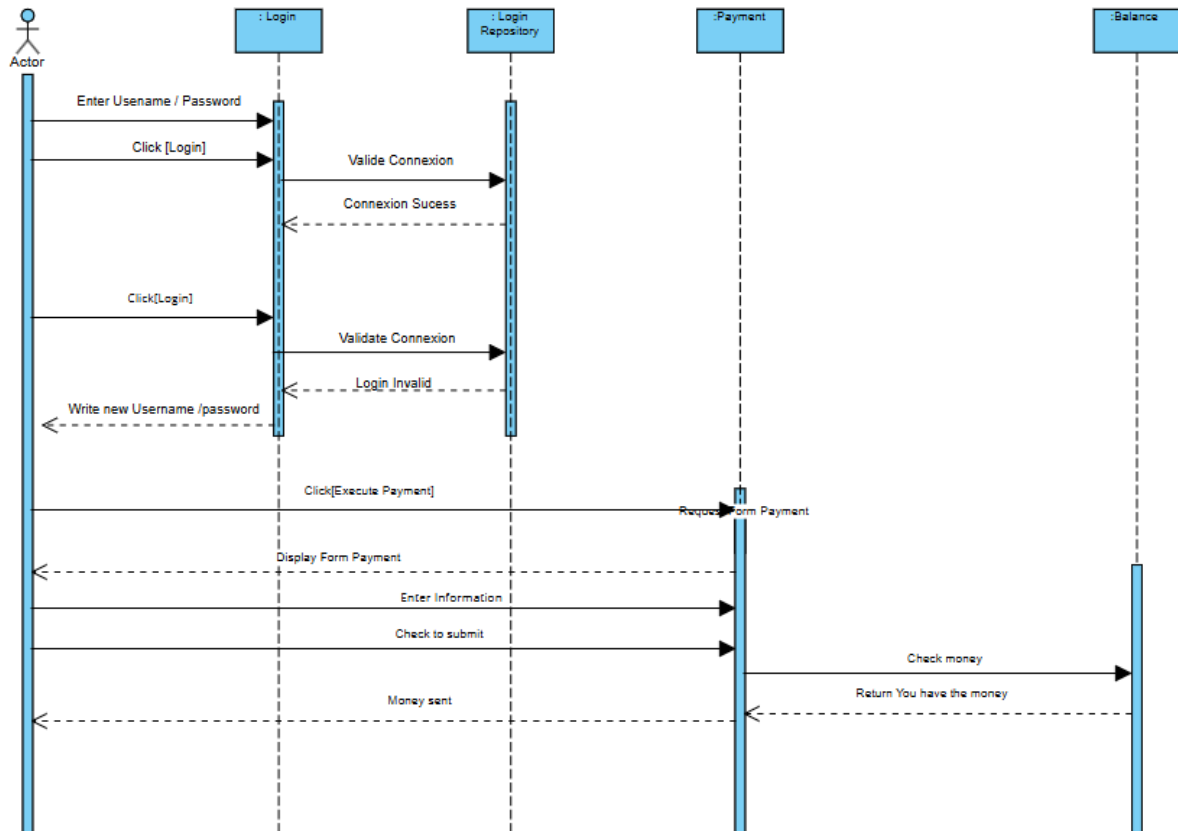 : Login
: Login
Repository
:Payment
:Balance
Actor
Enter Usename / Password
Click [Login]
Valide Connexion
Connexion Sucess
Click[Login]
Validate Connexion
Login Invalid
Write new Username /password
Click[Execute Payment]
Request Form Payment
Display Form Payment
Enter Information
Check to submit
Check money
Return You have the money
Money sent